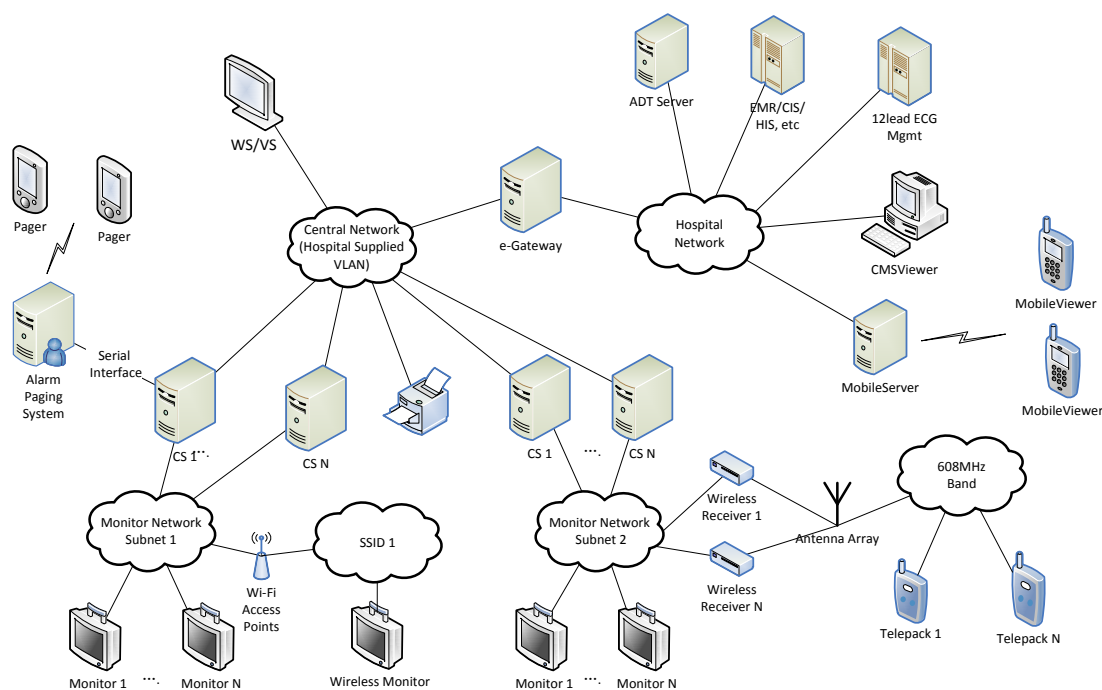 ADT Server
EMR/CIS/
HIS, etc
12lead ECG
Mgmt
WS/VS
Pager
Pager
Central Network
(Hospital Supplied
VLAN)
e-Gateway
Hospital
Network
CMSViewer
MobileViewer
MobileViewer
MobileServer
Alarm
Paging
System
Serial
Interface
CS 1
....
CS N
CS 1
....
CS N
Monitor Network
Subnet 1
SSID 1
Wi-Fi
Access
Points
Monitor Network
Subnet 2
Wireless
Receiver 1
Wireless
Receiver N
Antenna Array
608MHz
Band
Telepack 1
Telepack N
Monitor 1
....
Monitor N
Wireless Monitor
Monitor 1
....
Monitor N